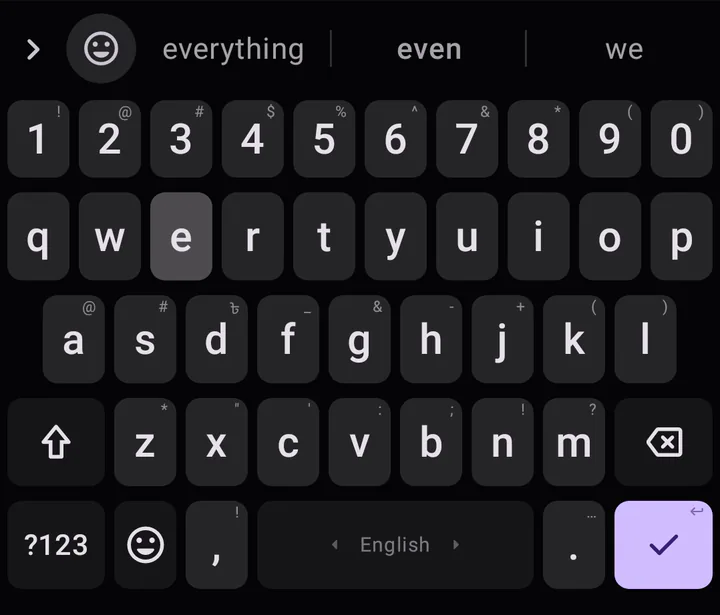 everything even we
! @ # $ % ^ & * ( )
1 2 3 4 5 6 7 8 9 0
q w e r t y u i o p
@ # ৳ _ & - + ( )
a s d f g h j k l
* " ' : ; ! ?
z x c v b n m
! …
?123 , English .